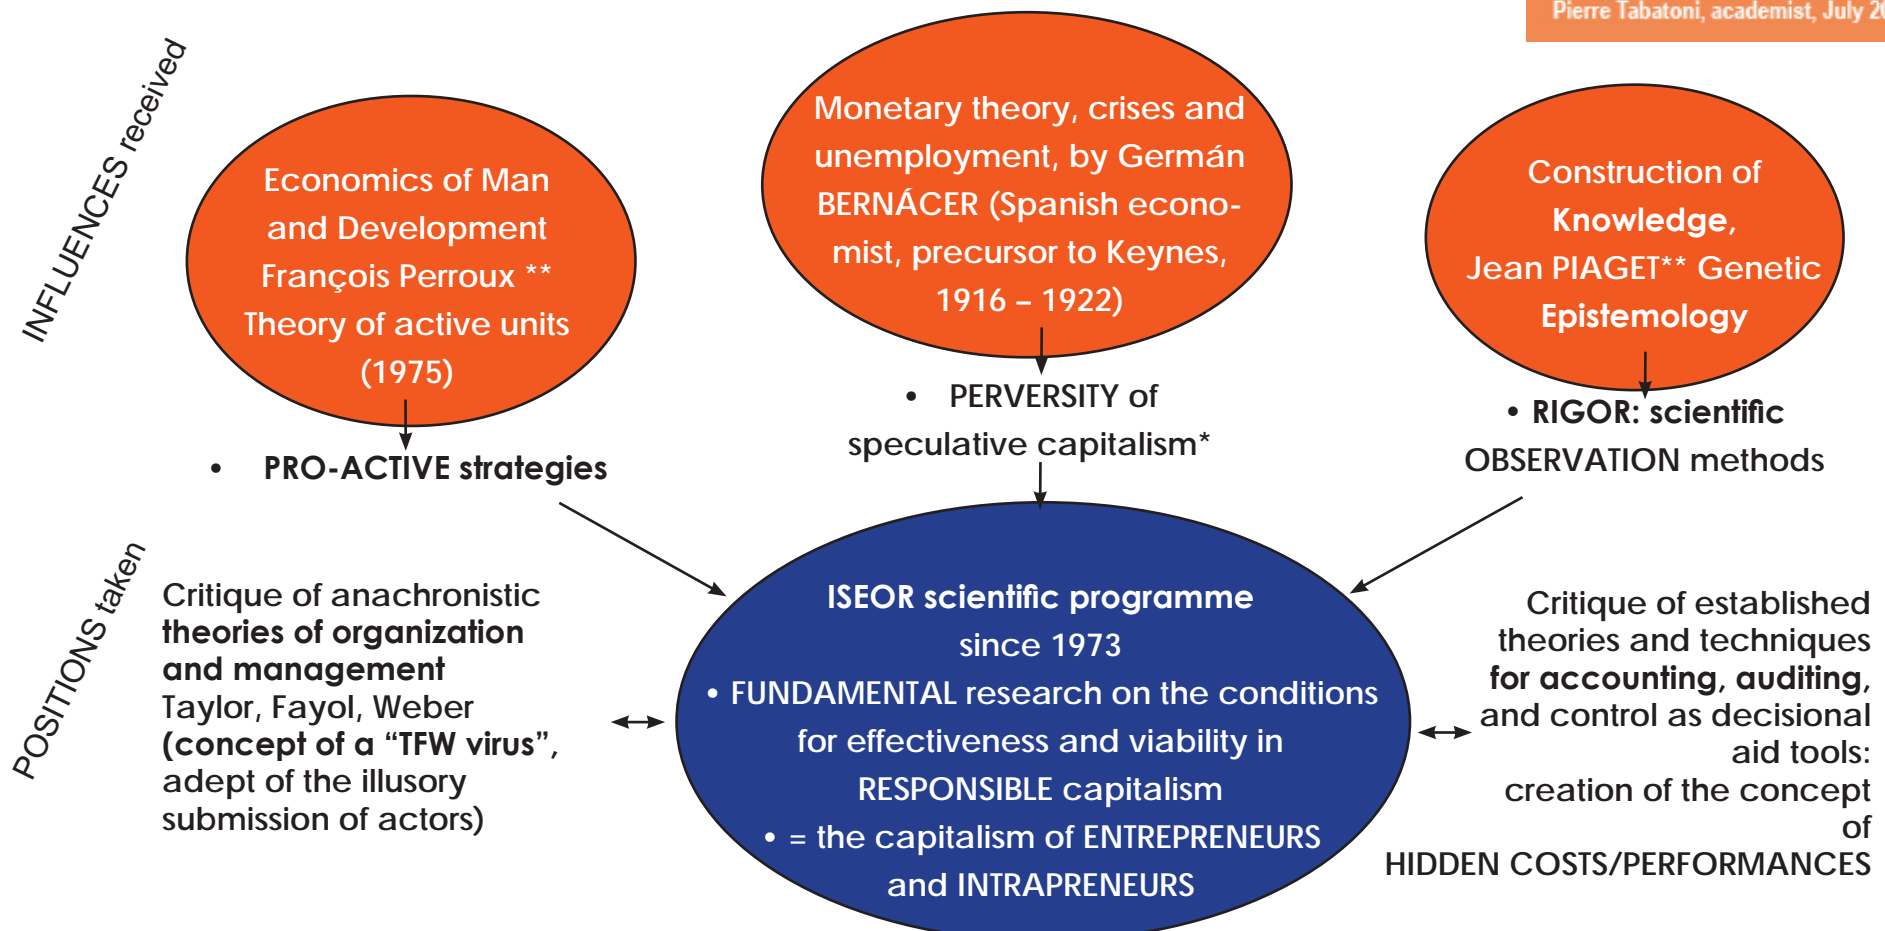 Pierre Tabatoni, academist, July
INFLUENCES received
Economics of Man
and Development
François Perroux **
Theory of active units
(1975)
Monetary theory, crises and
unemployment, by Germán
BERNÁCER (Spanish econo-
mist, precursor to Keynes,
1916 – 1922)
Construction of
Knowledge,
Jean PIAGET** Genetic
Epistemology
• PRO-ACTIVE strategies
• PERVERSITY of
speculative capitalism*
• RIGOR: scientific
OBSERVATION methods
POSITIONS taken
Critique of anachronistic
theories of organization
and management
Taylor, Fayol, Weber
(concept of a “TFW virus”,
adept of the illusory
submission of actors)
ISEOR scientific programme
since 1973
• FUNDAMENTAL research on the conditions
for effectiveness and viability in
RESPONSIBLE capitalism
• = the capitalism of ENTREPRENEURS
and INTRAPRENEURS
Critique of established
theories and techniques
for accounting, auditing,
and control as decisional
aid tools:
creation of the concept
of
HIDDEN COSTS/PERFORMANCES